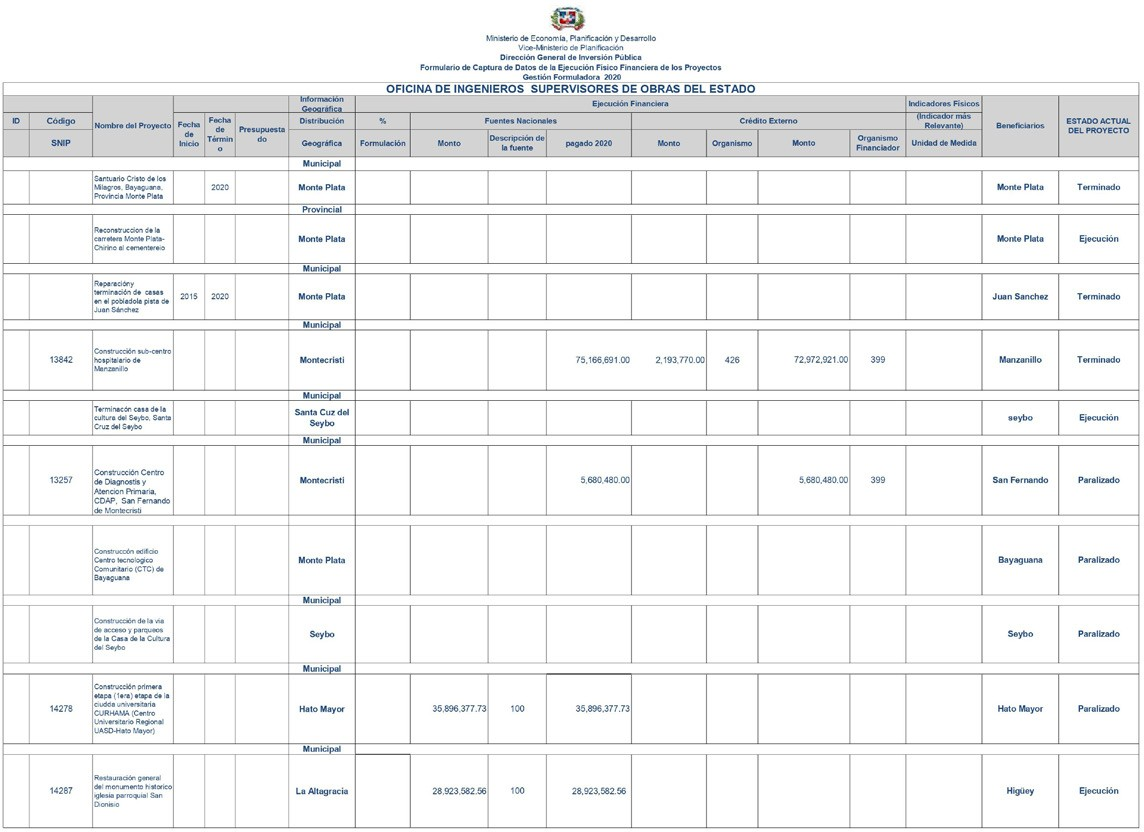 Ministerio de Economía, Planificación y Desarrollo
Vice-Ministerio de Planificación
Dirección General de Inversión Pública
Formulario de Captura de Datos de la Ejecución Físico Financiera de los Proyectos
Gestión Formuladora 2020
OFICINA DE INGENIEROS SUPERVISORES DE OBRAS DEL ESTADO
Información Geográfica
Ejecución Financiera
Indicadores Físicos (Indicador más Relevante)
ID
Código
Nombre del Proyecto
Fecha de Inicio
Fecha de Términ o
Presupuesta do
Distribución
%
Fuentes Nacionales
Crédito Externo
Beneficiarios
ESTADO ACTUAL DEL PROYECTO
SNIP
Geográfica
Formulación
Monto
Descripción de la fuente
pagado 2020
Monto
Organismo
Monto
Organismo Financiador
Unidad de Medida
Municipal
Santuario Cristo de los
Milagros, Bayaguana,
Provincia Monte Plata
2020
Monte Plata
Monte Plata
Terminado
Provincial
Reconstruccion de la
carretera Monte Plata-
Chirino al cementereio
Monte Plata
Monte Plata
Ejecución
Municipal
Reparacióny
terminación de casas
en el pobladola pista de
Juan Sánchez
2015
2020
Monte Plata
Juan Sanchez
Terminado
Municipal
13842
Construcción sub-centro
hospitalario de
Manzanillo
Montecristi
75,166,691.00
2,193,770.00
426
72,972,921.00
399
Manzanillo
Terminado
Municipal
Terminacón casa de la
cultura del Seybo, Santa
Cruz del Seybo
Santa Cuz del
Seybo
seybo
Ejecución
Municipal
13257
Construcción Centro
de Diagnostis y
Atencion Primaria,
CDAP, San Fernando
de Montecristi
Montecristi
5,680,480.00
5,680,480.00
399
San Fernando
Paralizado
Construccón edificio
Centro tecnologico
Comunitario (CTC) de
Bayaguana
Monte Plata
Bayaguana
Paralizado
Municipal
Construccion de la via
de acceso y parqueos
de la Casa de la Cultura
del Seybo
Seybo
Seybo
Paralizado
Municipal
14278
Construcción primera
etapa (1era) etapa de la
ciudda universitaria
CURHAMA (Centro
Universitario Regional
UASD-Hato Mayor)
Hato Mayor
35,896,377.73
100
35,896,377.73
Hato Mayor
Paralizado
Municipal
14287
Restauración general
del monumento historico
iglesia parroquial San
Dionisio
La Altagracia
28,923,582.56
100
28,923,582.56
Higüey
Ejecución